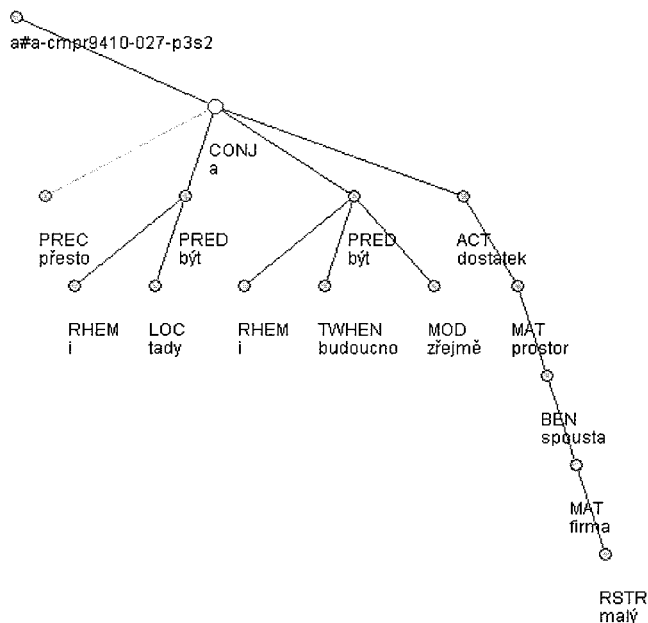 a#a-cmpr9410-027-p3s2
CONJ
a
PREC PRED PRED ACT
přesto být být dostatek
RHEM LOC RHEM TWHEN MOD MAT
i tady i budoucno zřejmě prostor
BEN
spousta
MAT
firma
RSTR
malý